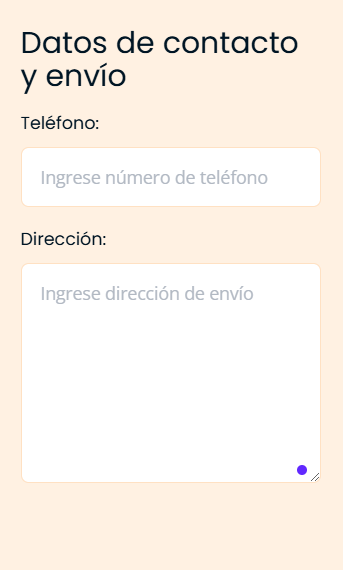 Datos de contacto
y envío
Teléfono:
Ingrese número de teléfono
Dirección:
Ingrese dirección de envío